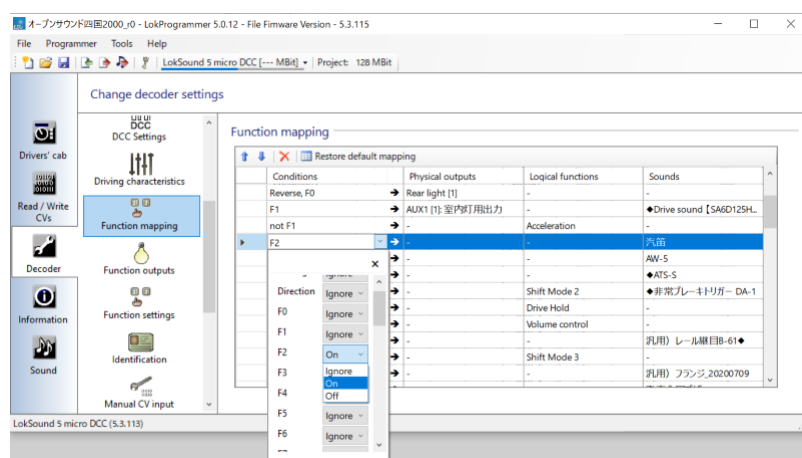 オープンサウンド四国2000_r0 - LokProgrammer 5.0.12 - File Fimware Version - 5.3.115
File Programmer Tools Help
LokSound 5 micro DCC [--- MBit] Project: 128 MBit
Change decoder settings
Drivers' cab
Read / Write CVs
Decoder
Information
Sound
DCC
DCC Settings
Driving characteristics
Function mapping
Function outputs
Function settings
Identification
Manual CV input
Function mapping
Restore default mapping
Conditions Physical outputs Logical functions Sounds
Reverse, F0 ➔ Rear light [1] - -
F1 ➔ AUX1 [1]: 室内灯用出力 - ◆Drive sound【SA6D125H...
not F1 ➔ - Acceleration -
F2 ➔ - - 汽笛
➔ - - AW-5
➔ - - ◆ATS-S
➔ - Shift Mode 2 ◆非常ブレーキトリガー DA-1
➔ - Drive Hold -
➔ - Volume control -
➔ - - 汎用）レール継目B-61◆
➔ - Shift Mode 3 -
➔ - - 汎用）フランジ_20200709
Direction Ignore
F0 Ignore
F1 Ignore
F2 On
F3 Ignore
On
F4 Off
F5 Ignore
F6 Ignore
LokSound 5 micro DCC (5.3.113)